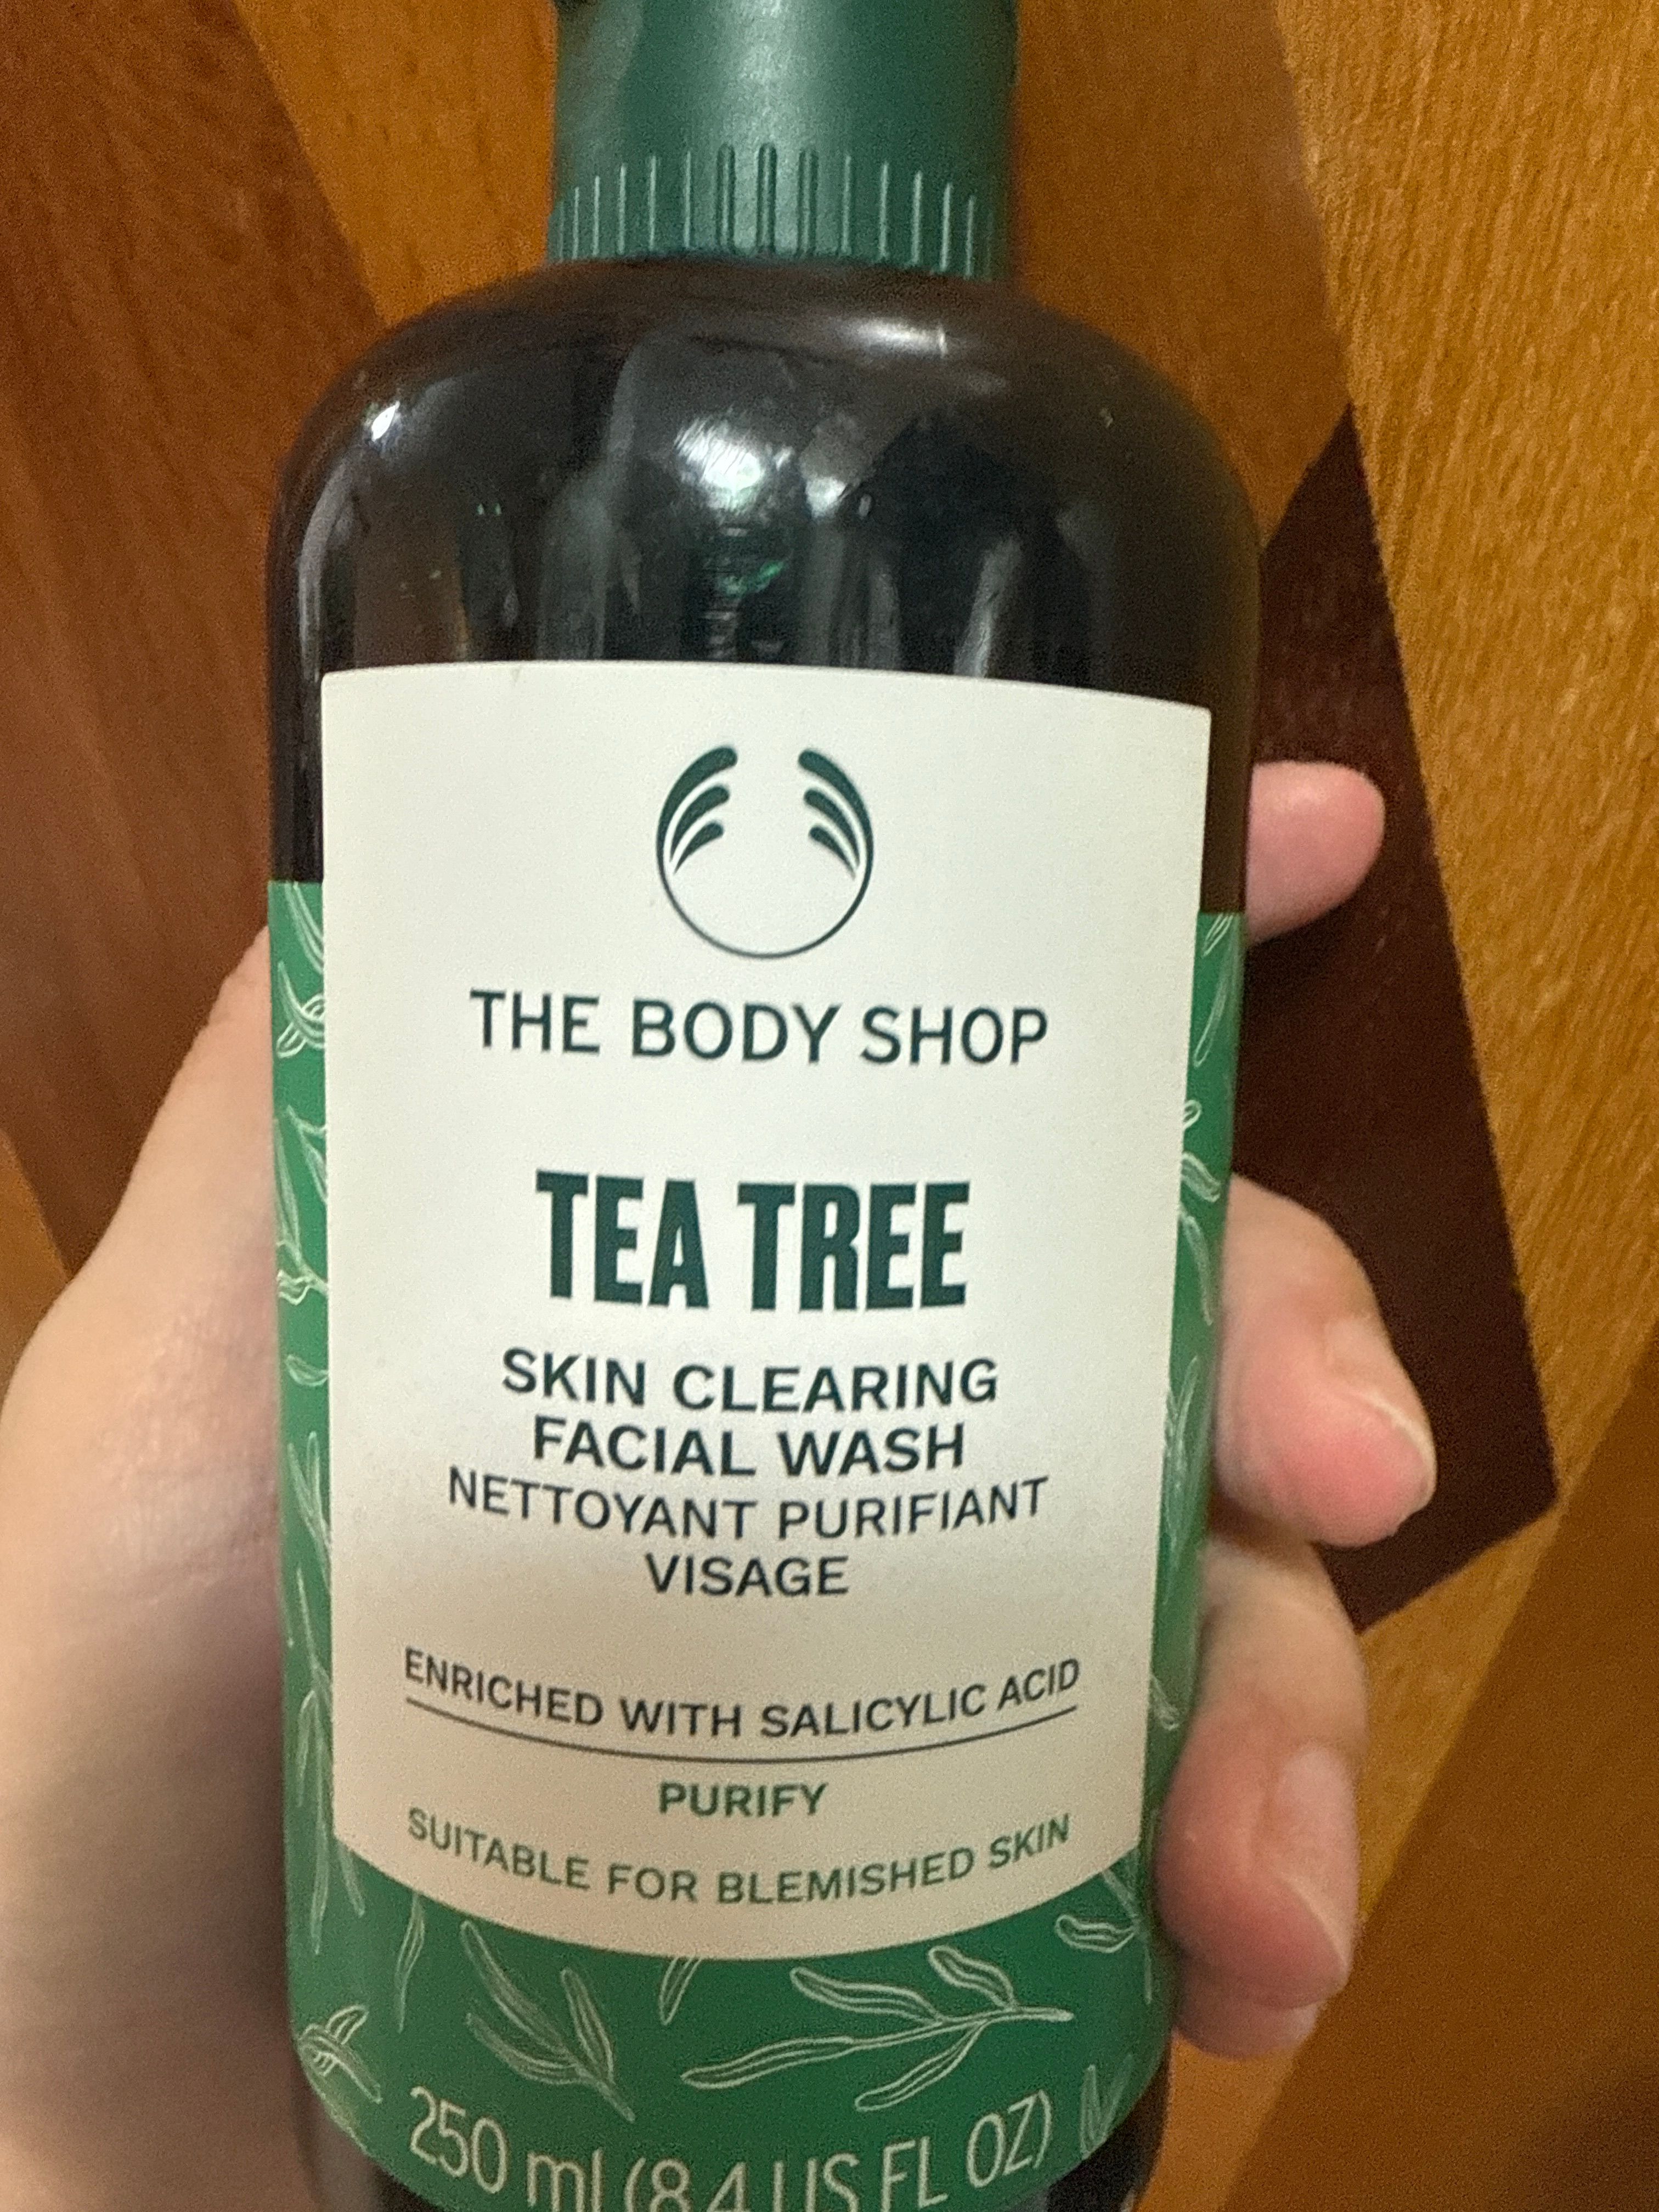 THE BODY SHOP
TEA TREE
SKIN CLEARING
FACIAL WASH
NETTOYANT PURIFIANT
VISAGE
ENRICHED WITH SALICYLIC ACID
PURIFY
SUITABLE FOR BLEMISHED SKIN
250 ml (8.4 US FL OZ)